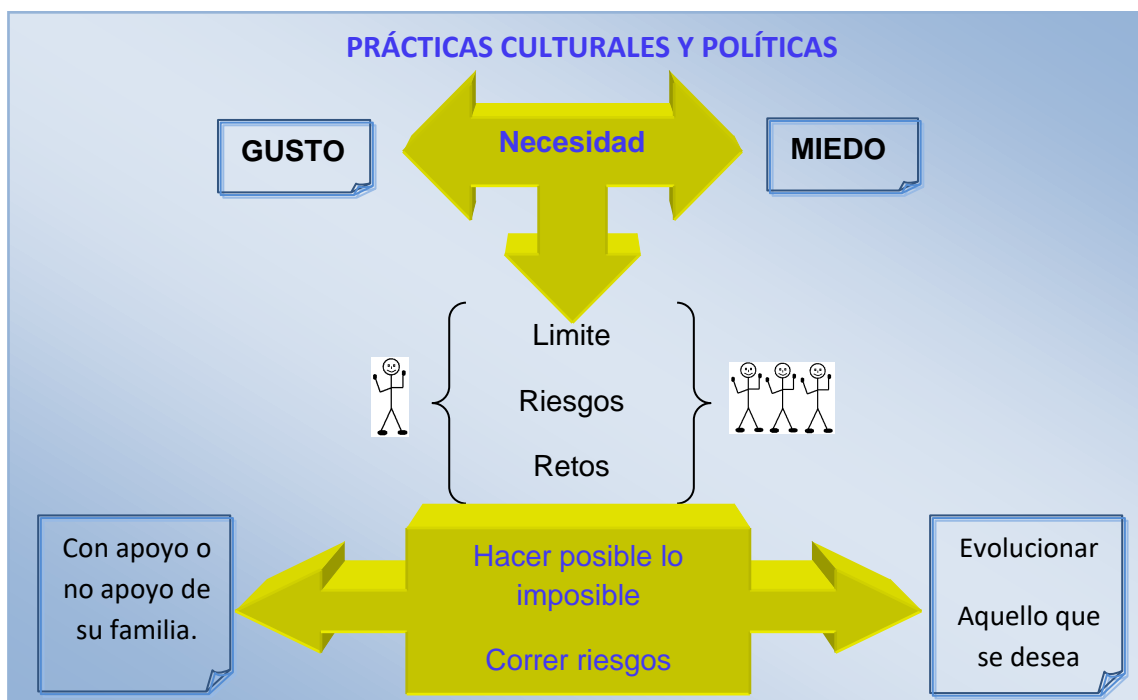 PRÁCTICAS CULTURALES Y POLÍTICAS
GUSTO
Necesidad
MIEDO
Limite
Riesgos
Retos
Con apoyo o
no apoyo de
su familia.
Hacer posible lo
imposible
Correr riesgos
Evolucionar
Aquello que
se desea